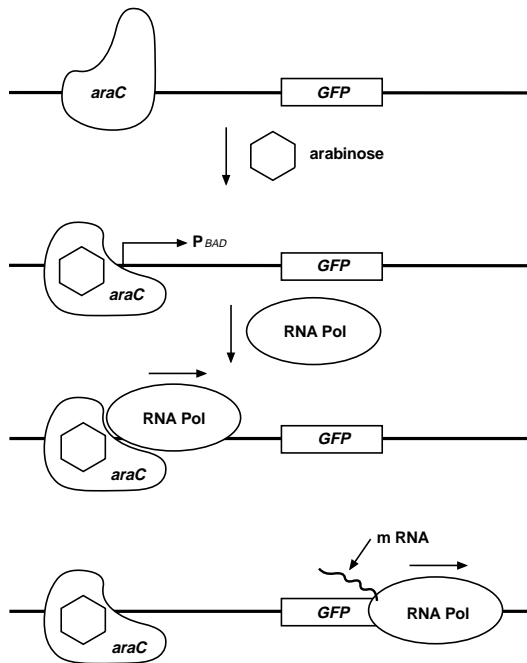 araC
GFP
arabinose
P BAD
GFP
araC
RNA Pol
RNA Pol
GFP
araC
m RNA
GFP
RNA Pol
araC